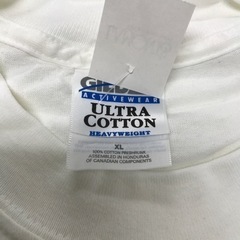 ACTIVEWEAR
ULTRA
COTTON
HEAVYWEIGHT
XL
100% COTTON PRESHRUNK
ASSEMBLED IN HONDURAS
OF CANADIAN COMPONENTS